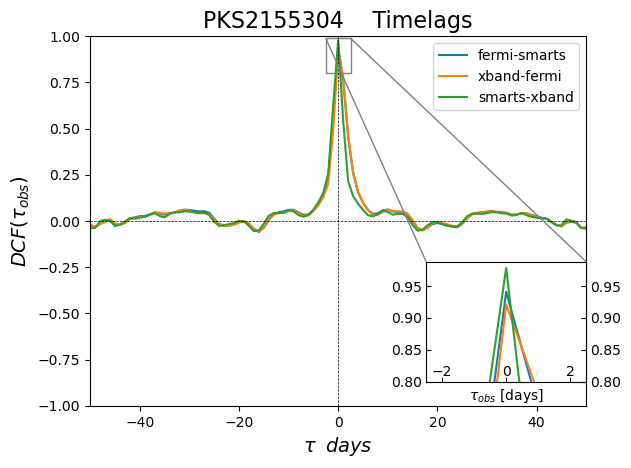 PKS2155304 Timelags
1.00
0.75
0.50
0.25
0.00
−0.25
−0.50
−0.75
−1.00
DCF(τobs)
fermi-smarts
xband-fermi
smarts-xband
0.95 0.95
0.90 0.90
0.85 0.85
0.80 0.80
−2 0 2
τobs [days]
−40 −20 0 20 40
τ days